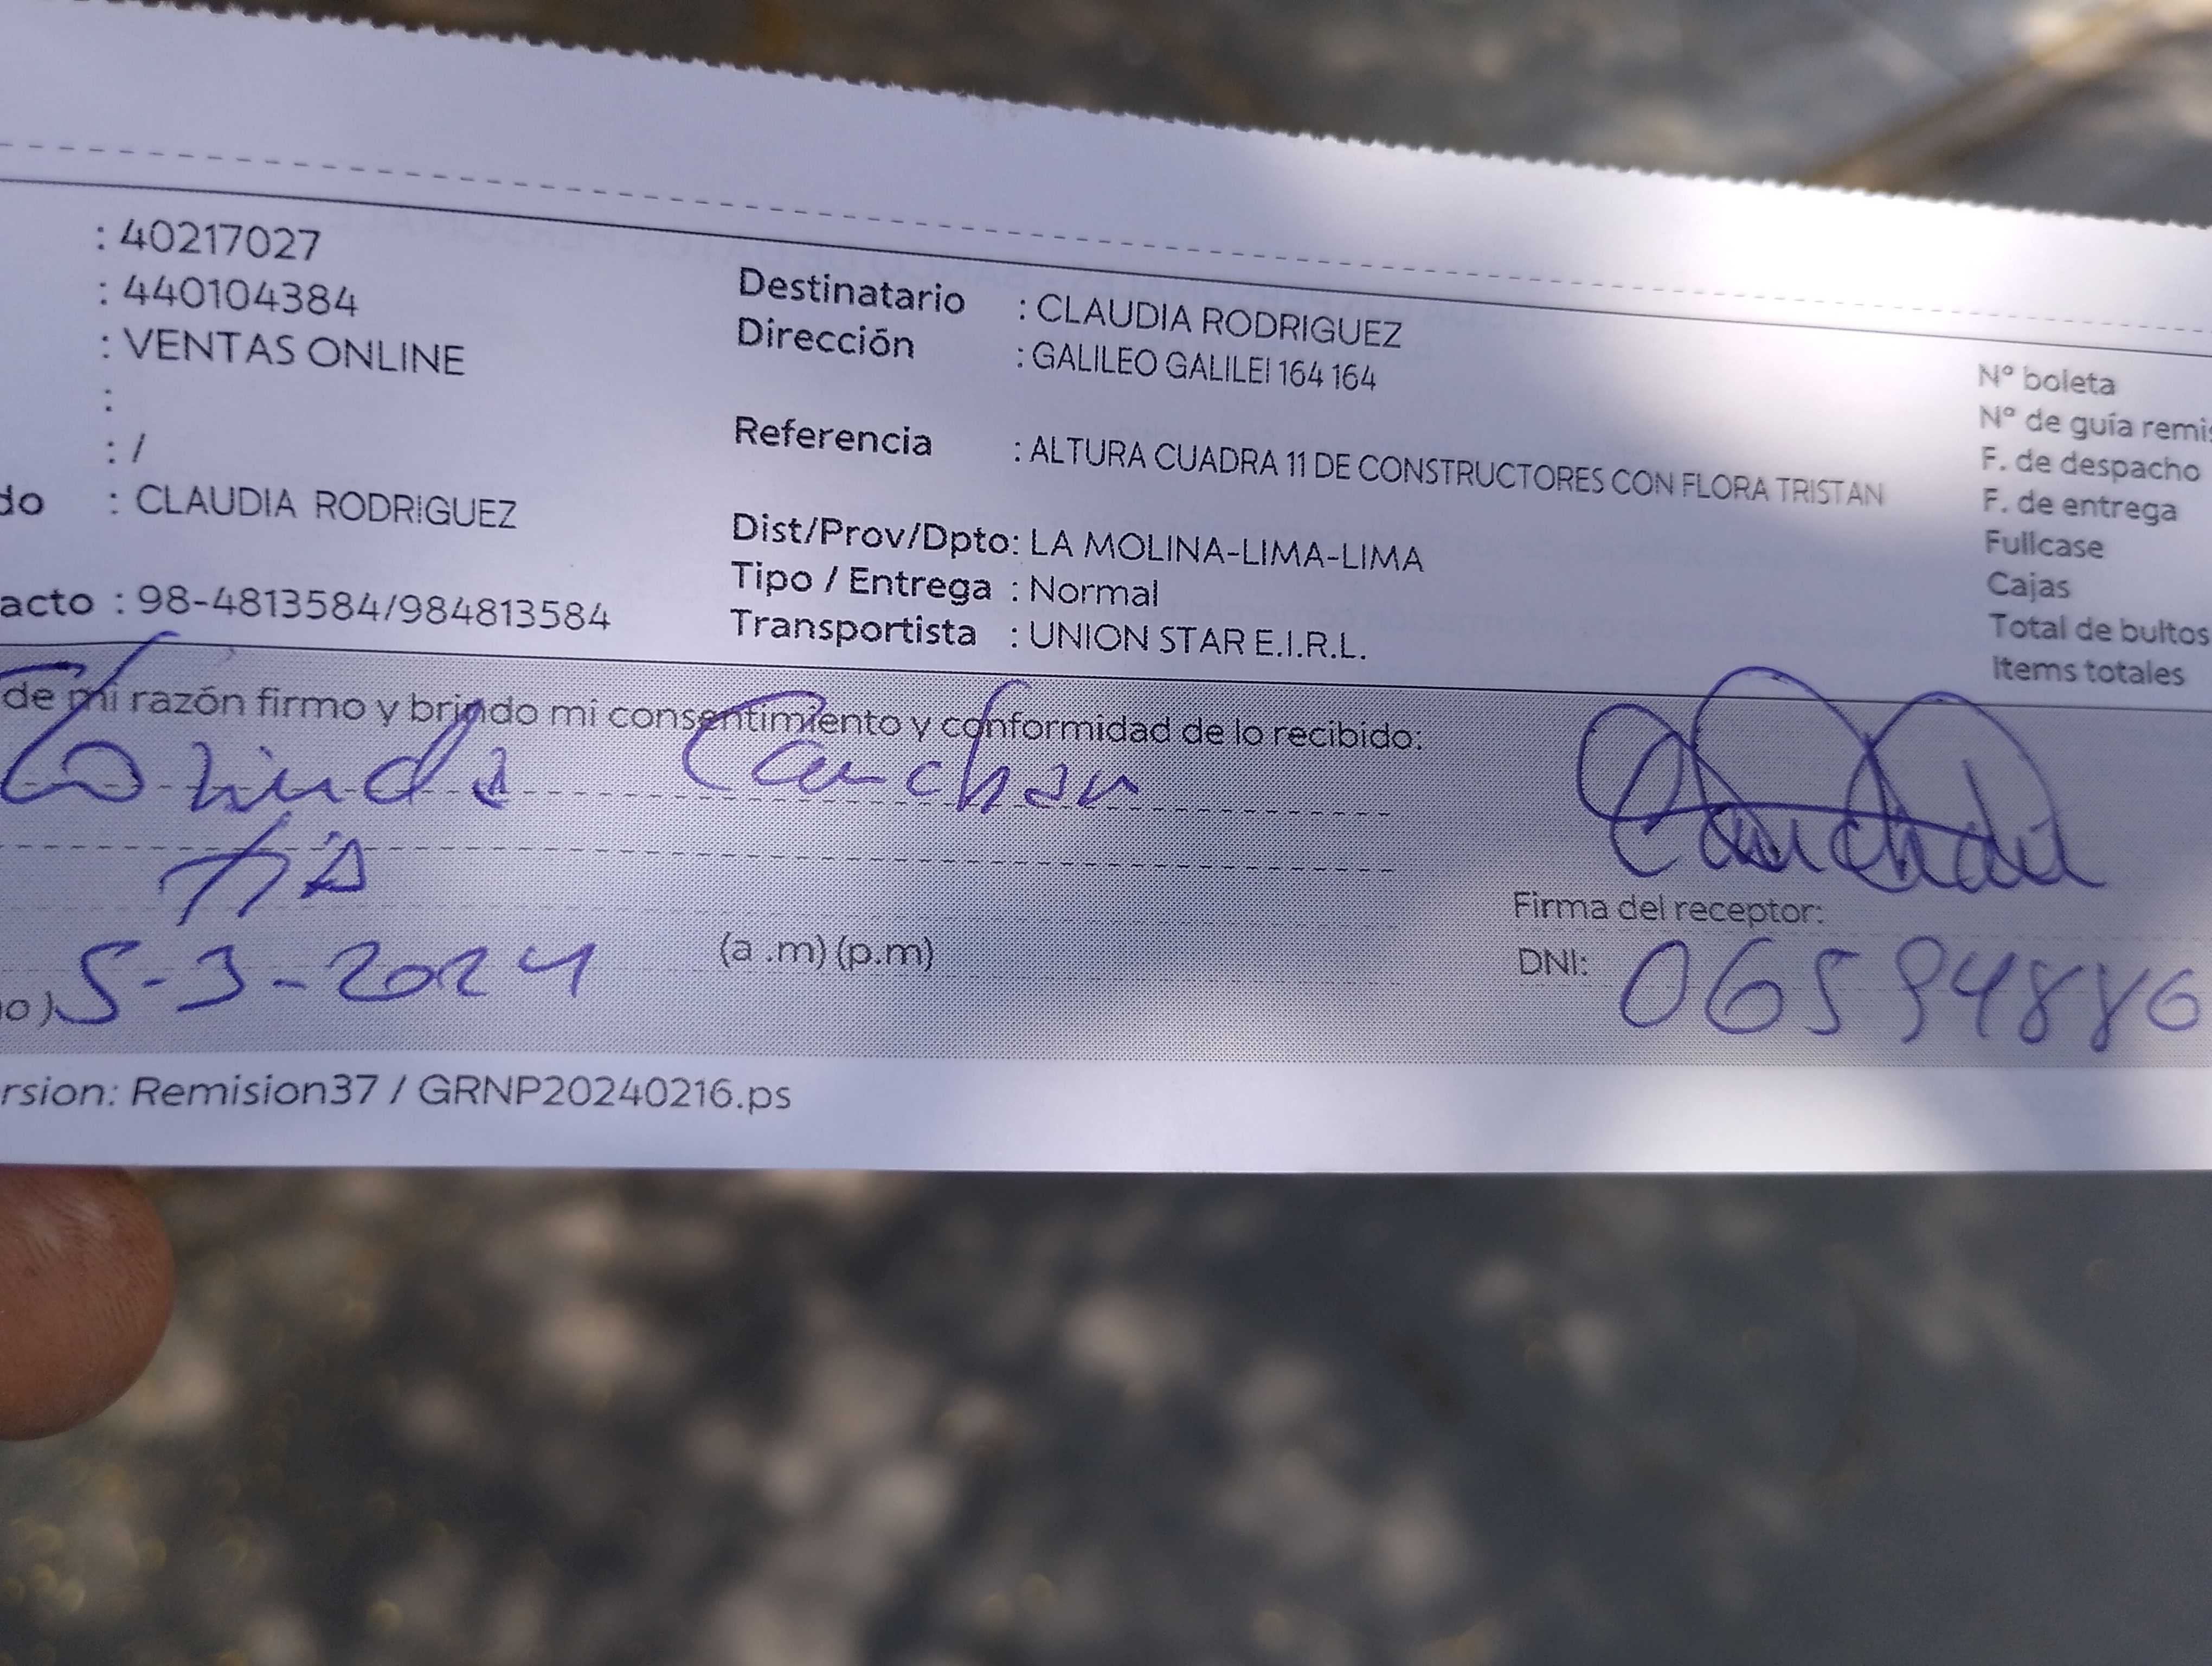 : 40217027
: 440104384
: VENTAS ONLINE
:
: /
do : CLAUDIA RODRIGUEZ
acto : 98-4813584/984813584
Destinatario : CLAUDIA RODRIGUEZ
Dirección : GALILEO GALILEI 164 164
Referencia : ALTURA CUADRA 11 DE CONSTRUCTORES CON FLORA TRISTAN
Dist/Prov/Dpto: LA MOLINA-LIMA-LIMA
Tipo / Entrega : Normal
Transportista : UNION STAR E.I.R.L.
N° boleta
N° de guía remis
F. de despacho
F. de entrega
Fullcase
Cajas
Total de bultos
Items totales
de mi razón firmo y brindo mi consentimiento y conformidad de lo recibido:
Canchan
Tia
o) 5-3-2024 (a .m) (p.m)
Firma del receptor:
DNI: 06594886
rsion: Remision37 / GRNP20240216.ps